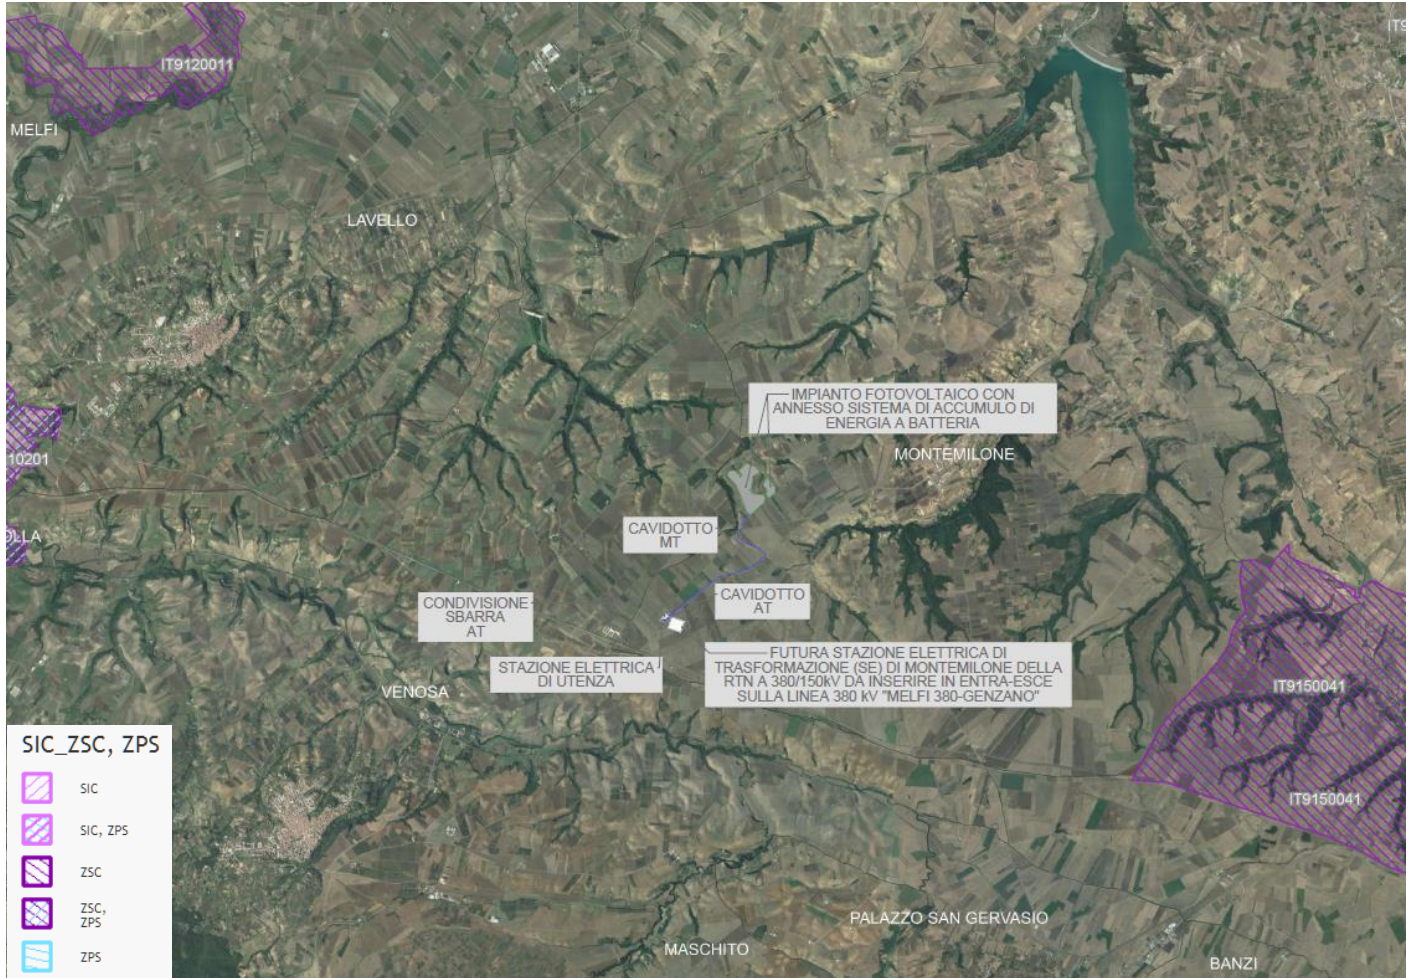 IT9
IT9120011
MELFI
LAVELLO
IMPIANTO FOTOVOLTAICO CON
ANNESSO SISTEMA DI ACCUMULO DI
ENERGIA A BATTERIA
MONTEMILONE
10201
OLLA
CAVIDOTTO
MT
CONDIVISIONE
SBARRA
AT
CAVIDOTTO
AT
STAZIONE ELETTRICA
DI UTENZA
FUTURA STAZIONE ELETTRICA DI
TRASFORMAZIONE (SE) DI MONTEMILONE DELLA
RTN A 380/150kV DA INSERIRE IN ENTRA-ESCE
SULLA LINEA 380 kV "MELFI 380-GENZANO"
VENOSA
IT9150041
IT9150041
SIC_ZSC, ZPS
SIC
SIC, ZPS
ZSC
ZSC,
ZPS
ZPS
PALAZZO SAN GERVASIO
MASCHITO
BANZI